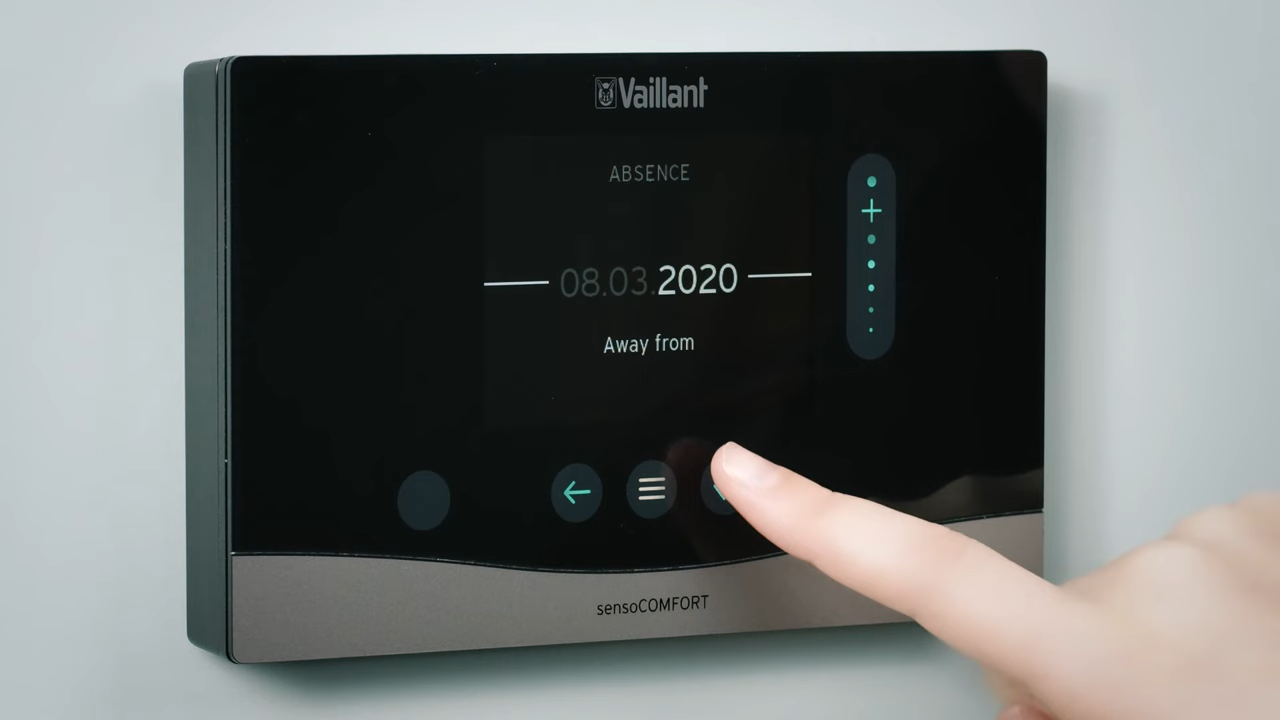 Vaillant
ABSENCE
08.03.2020
Away from
sensoCOMFORT